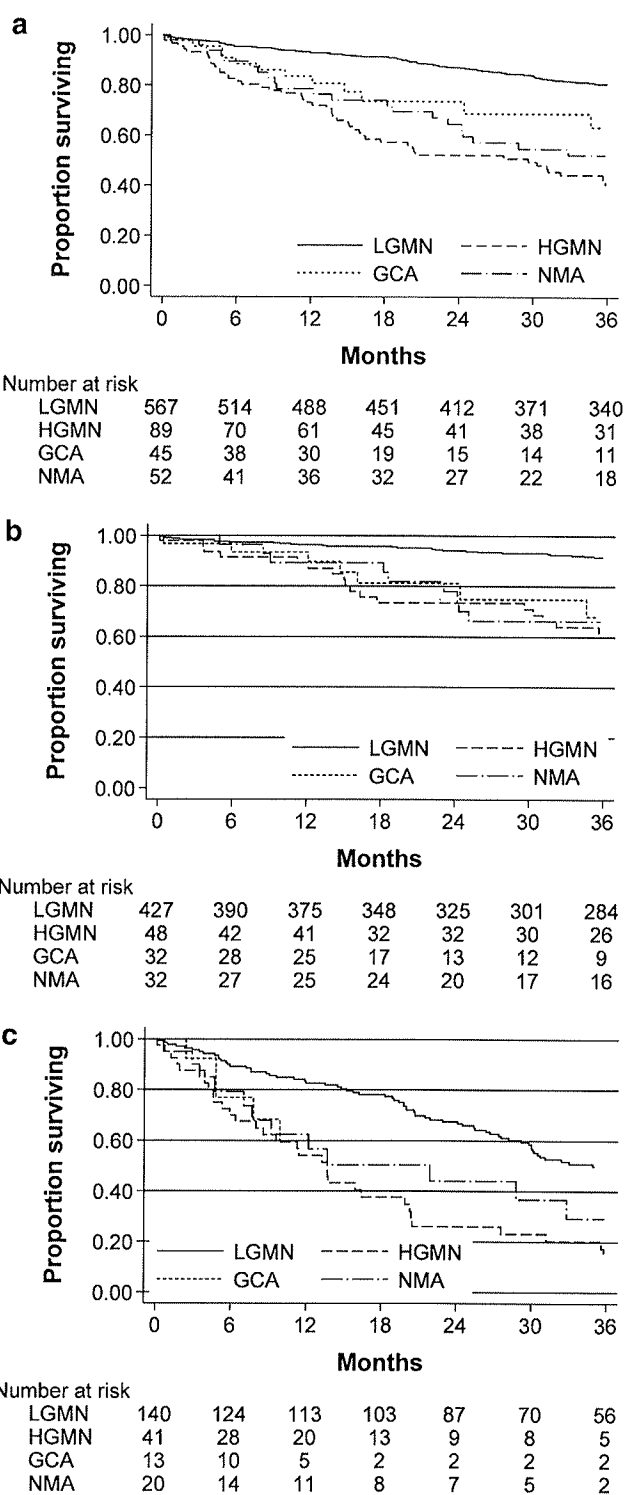 a
Proportion surviving
1.00
0.80
0.60
0.40
0.20
0.00
LGMN HGMN
GCA NMA
0 6 12 18 24 30 36
Months
Number at risk
LGMN 567 514 488 451 412 371 340
HGMN 89 70 61 45 41 38 31
GCA 45 38 30 19 15 14 11
NMA 52 41 36 32 27 22 18
b
Proportion surviving
1.00
0.80
0.60
0.40
0.20
0.00
LGMN HGMN
GCA NMA
0 6 12 18 24 30 36
Months
Number at risk
LGMN 427 390 375 348 325 301 284
HGMN 48 42 41 32 32 30 26
GCA 32 28 25 17 13 12 9
NMA 32 27 25 24 20 17 16
c
Proportion surviving
1.00
0.80
0.60
0.40
0.20
0.00
LGMN HGMN
GCA NMA
0 6 12 18 24 30 36
Months
Number at risk
LGMN 140 124 113 103 87 70 56
HGMN 41 28 20 13 9 8 5
GCA 13 10 5 2 2 2 2
NMA 20 14 11 8 7 5 2